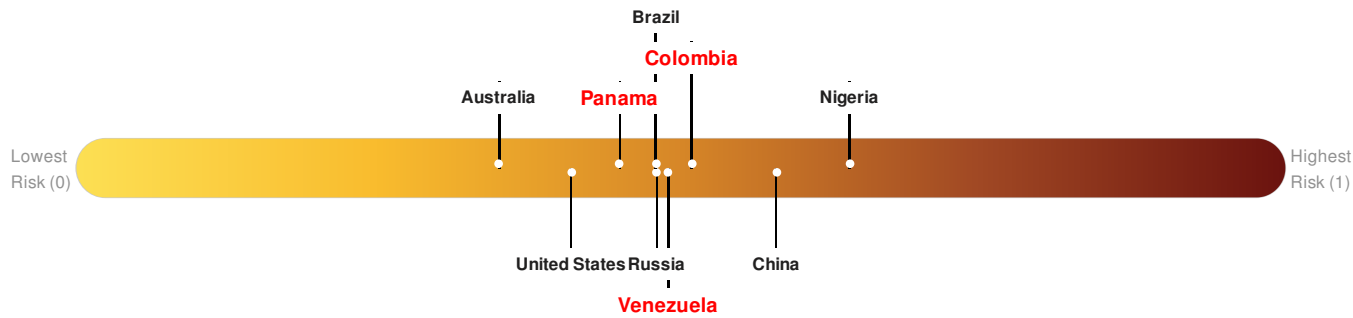 Brazil
Colombia
Australia
Panama
Nigeria
Lowest
Risk (0)
Highest
Risk (1)
United States
Russia
China
Venezuela